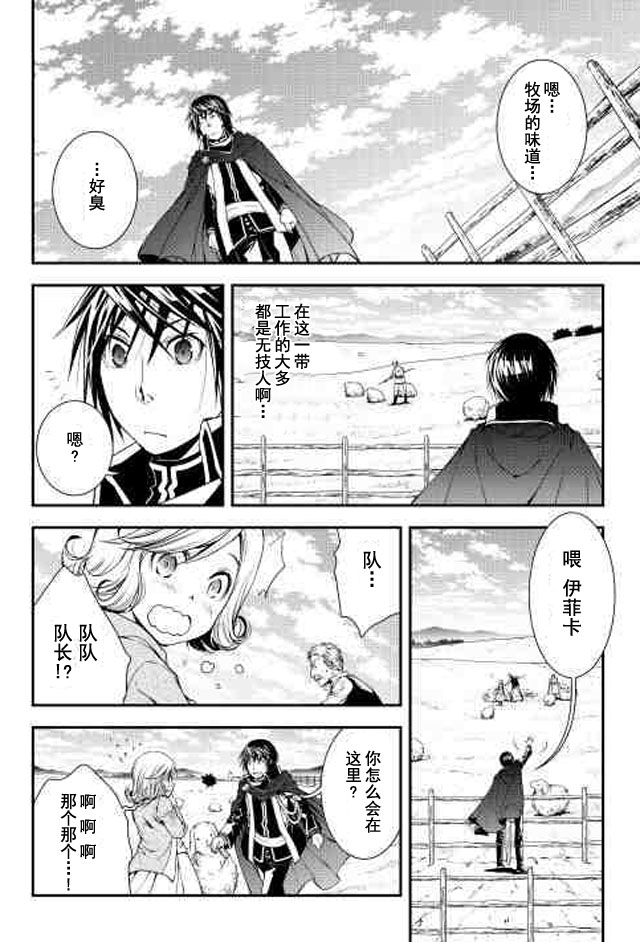 嗯…
牧场的味道…
…好臭
在这一带
工作的大多
都是无技人啊…
嗯?
喂 伊菲卡
队…
队队
队长!?
你怎么会在
这里?
啊 啊 啊
那个那个…!